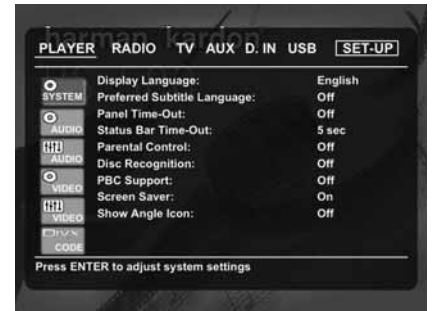 harman kardon
PLAYER RADIO TV AUX D. IN USB SET-UP
SYSTEM
AUDIO
AUDIO
VIDEO
VIDEO
DIVX
CODE
Display Language: English
Preferred Subtitle Language: Off
Panel Time-Out: Off
Status Bar Time-Out: 5 sec
Parental Control: Off
Disc Recognition: Off
PBC Support: Off
Screen Saver: On
Show Angle Icon: Off
Press ENTER to adjust system settings